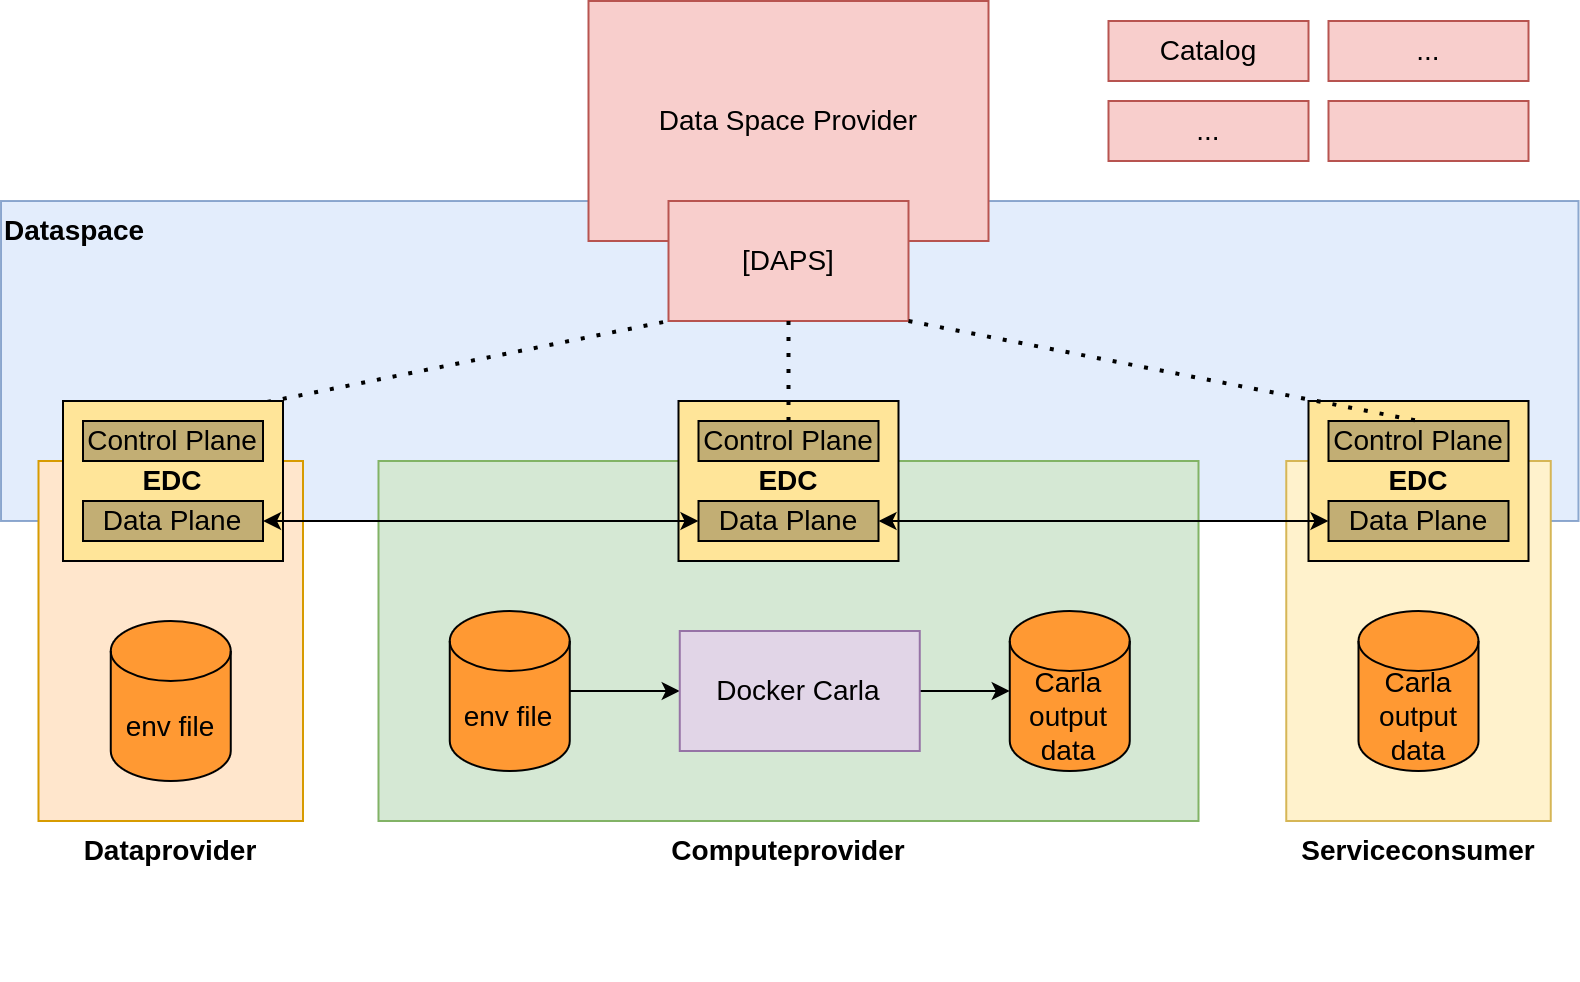 Data Space Provider
Catalog
...
...
Dataspace
[DAPS]
Control Plane
EDC
Data Plane
Control Plane
EDC
Data Plane
Control Plane
EDC
Data Plane
env file
env file
Docker Carla
Carla
output
data
Carla
output
data
Dataprovider
Computeprovider
Serviceconsumer